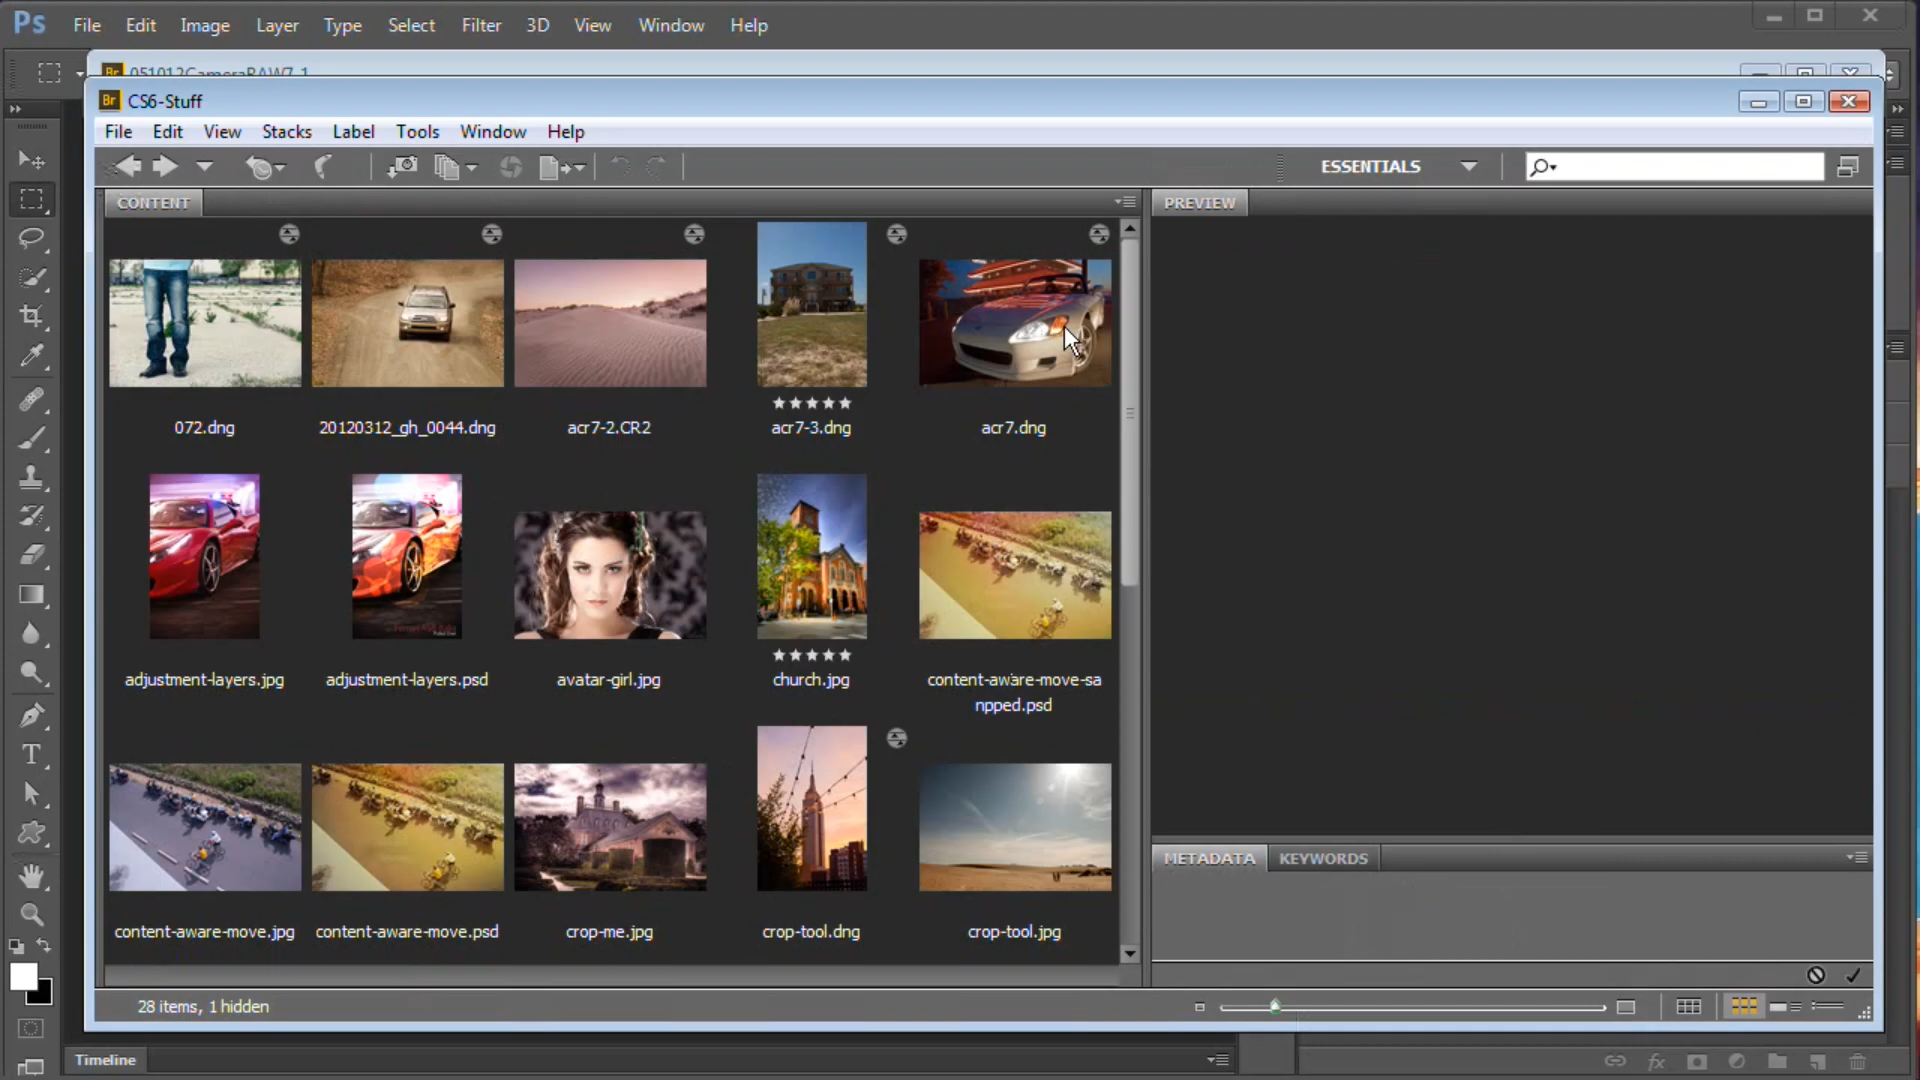 Ps File Edit Image Layer Type Select Filter 3D View Window Help
Br 051012CameraRAW7_1
Br CS6-Stuff
File Edit View Stacks Label Tools Window Help
ESSENTIALS
CONTENT
PREVIEW
072.dng 20120312_gh_0044.dng acr7-2.CR2 acr7-3.dng acr7.dng
adjustment-layers.jpg adjustment-layers.psd avatar-girl.jpg church.jpg content-aware-move-sa
npped.psd
content-aware-move.jpg content-aware-move.psd crop-me.jpg crop-tool.dng crop-tool.jpg
METADATA KEYWORDS
28 items, 1 hidden
Timeline